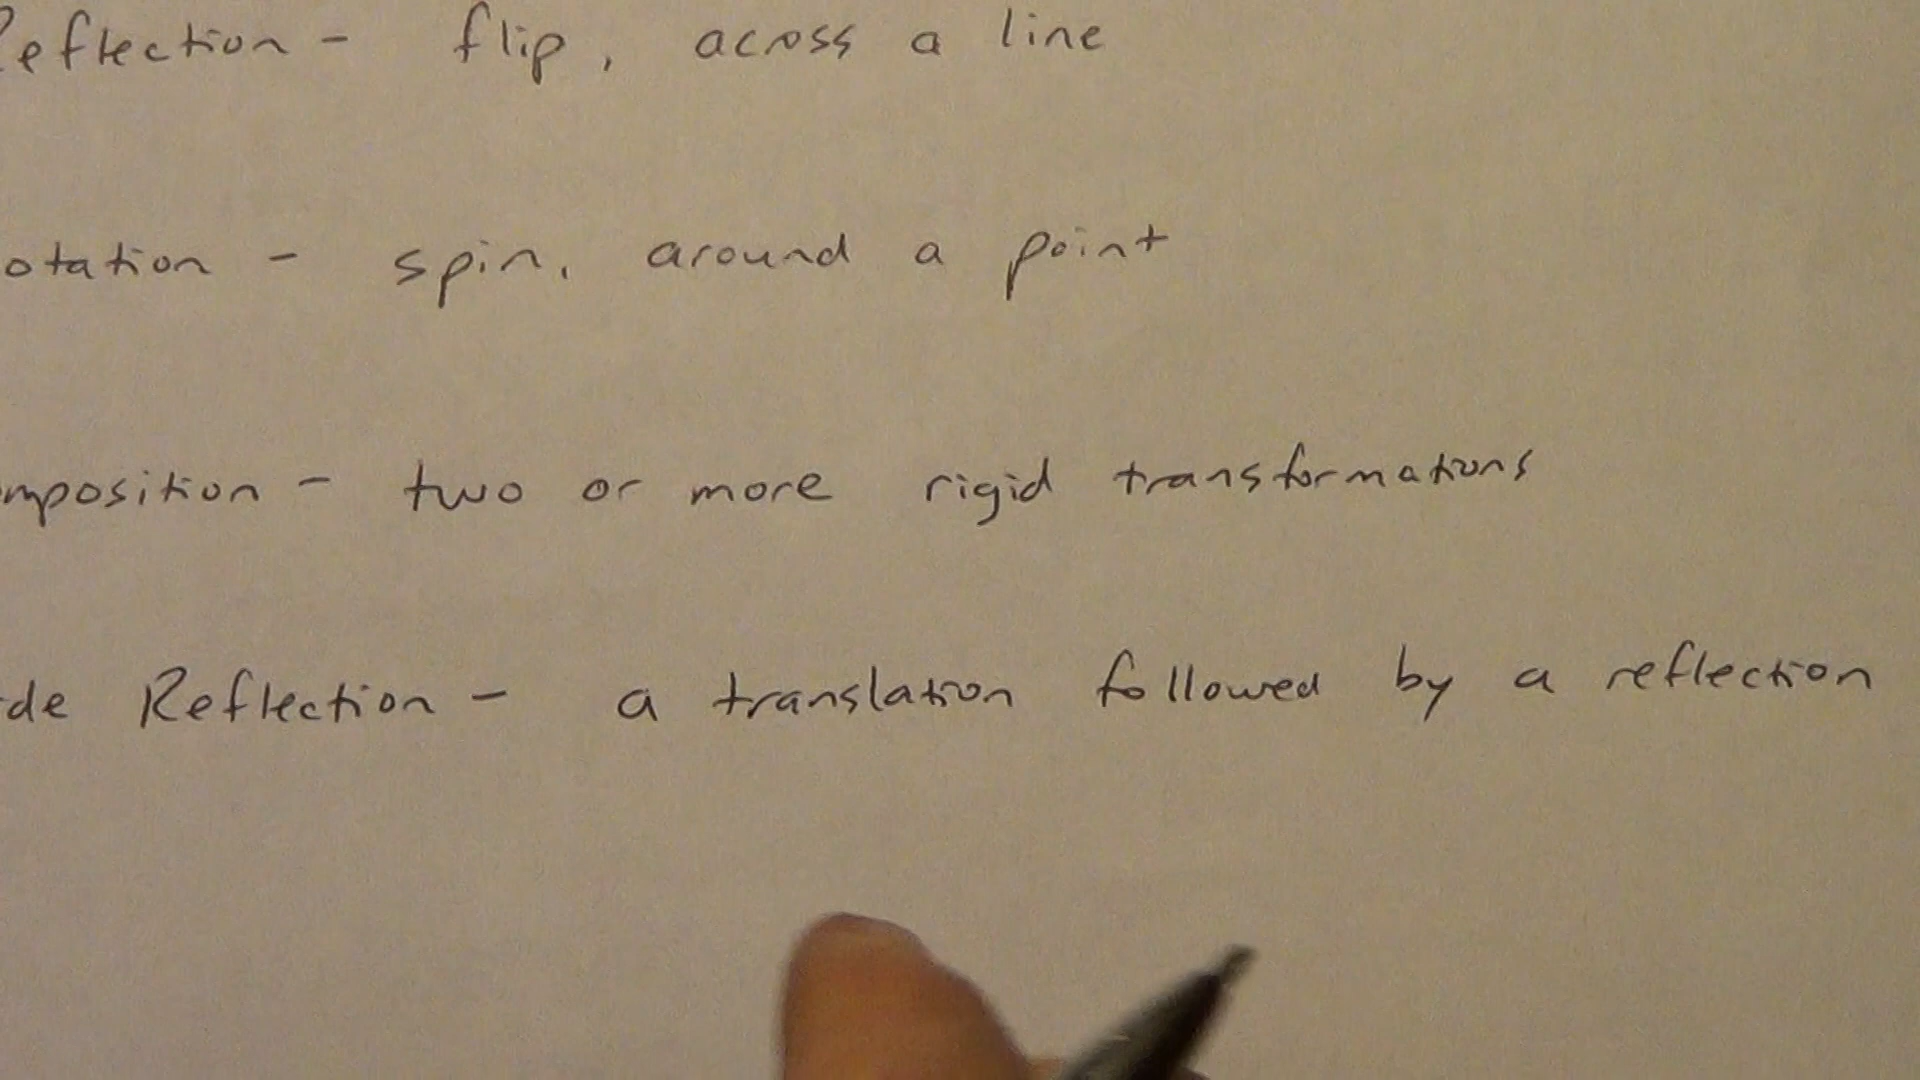 Reflection - flip, across a line
otation - spin, around a point
mposition - two or more rigid transformations
de Reflection - a translation followed by a reflection